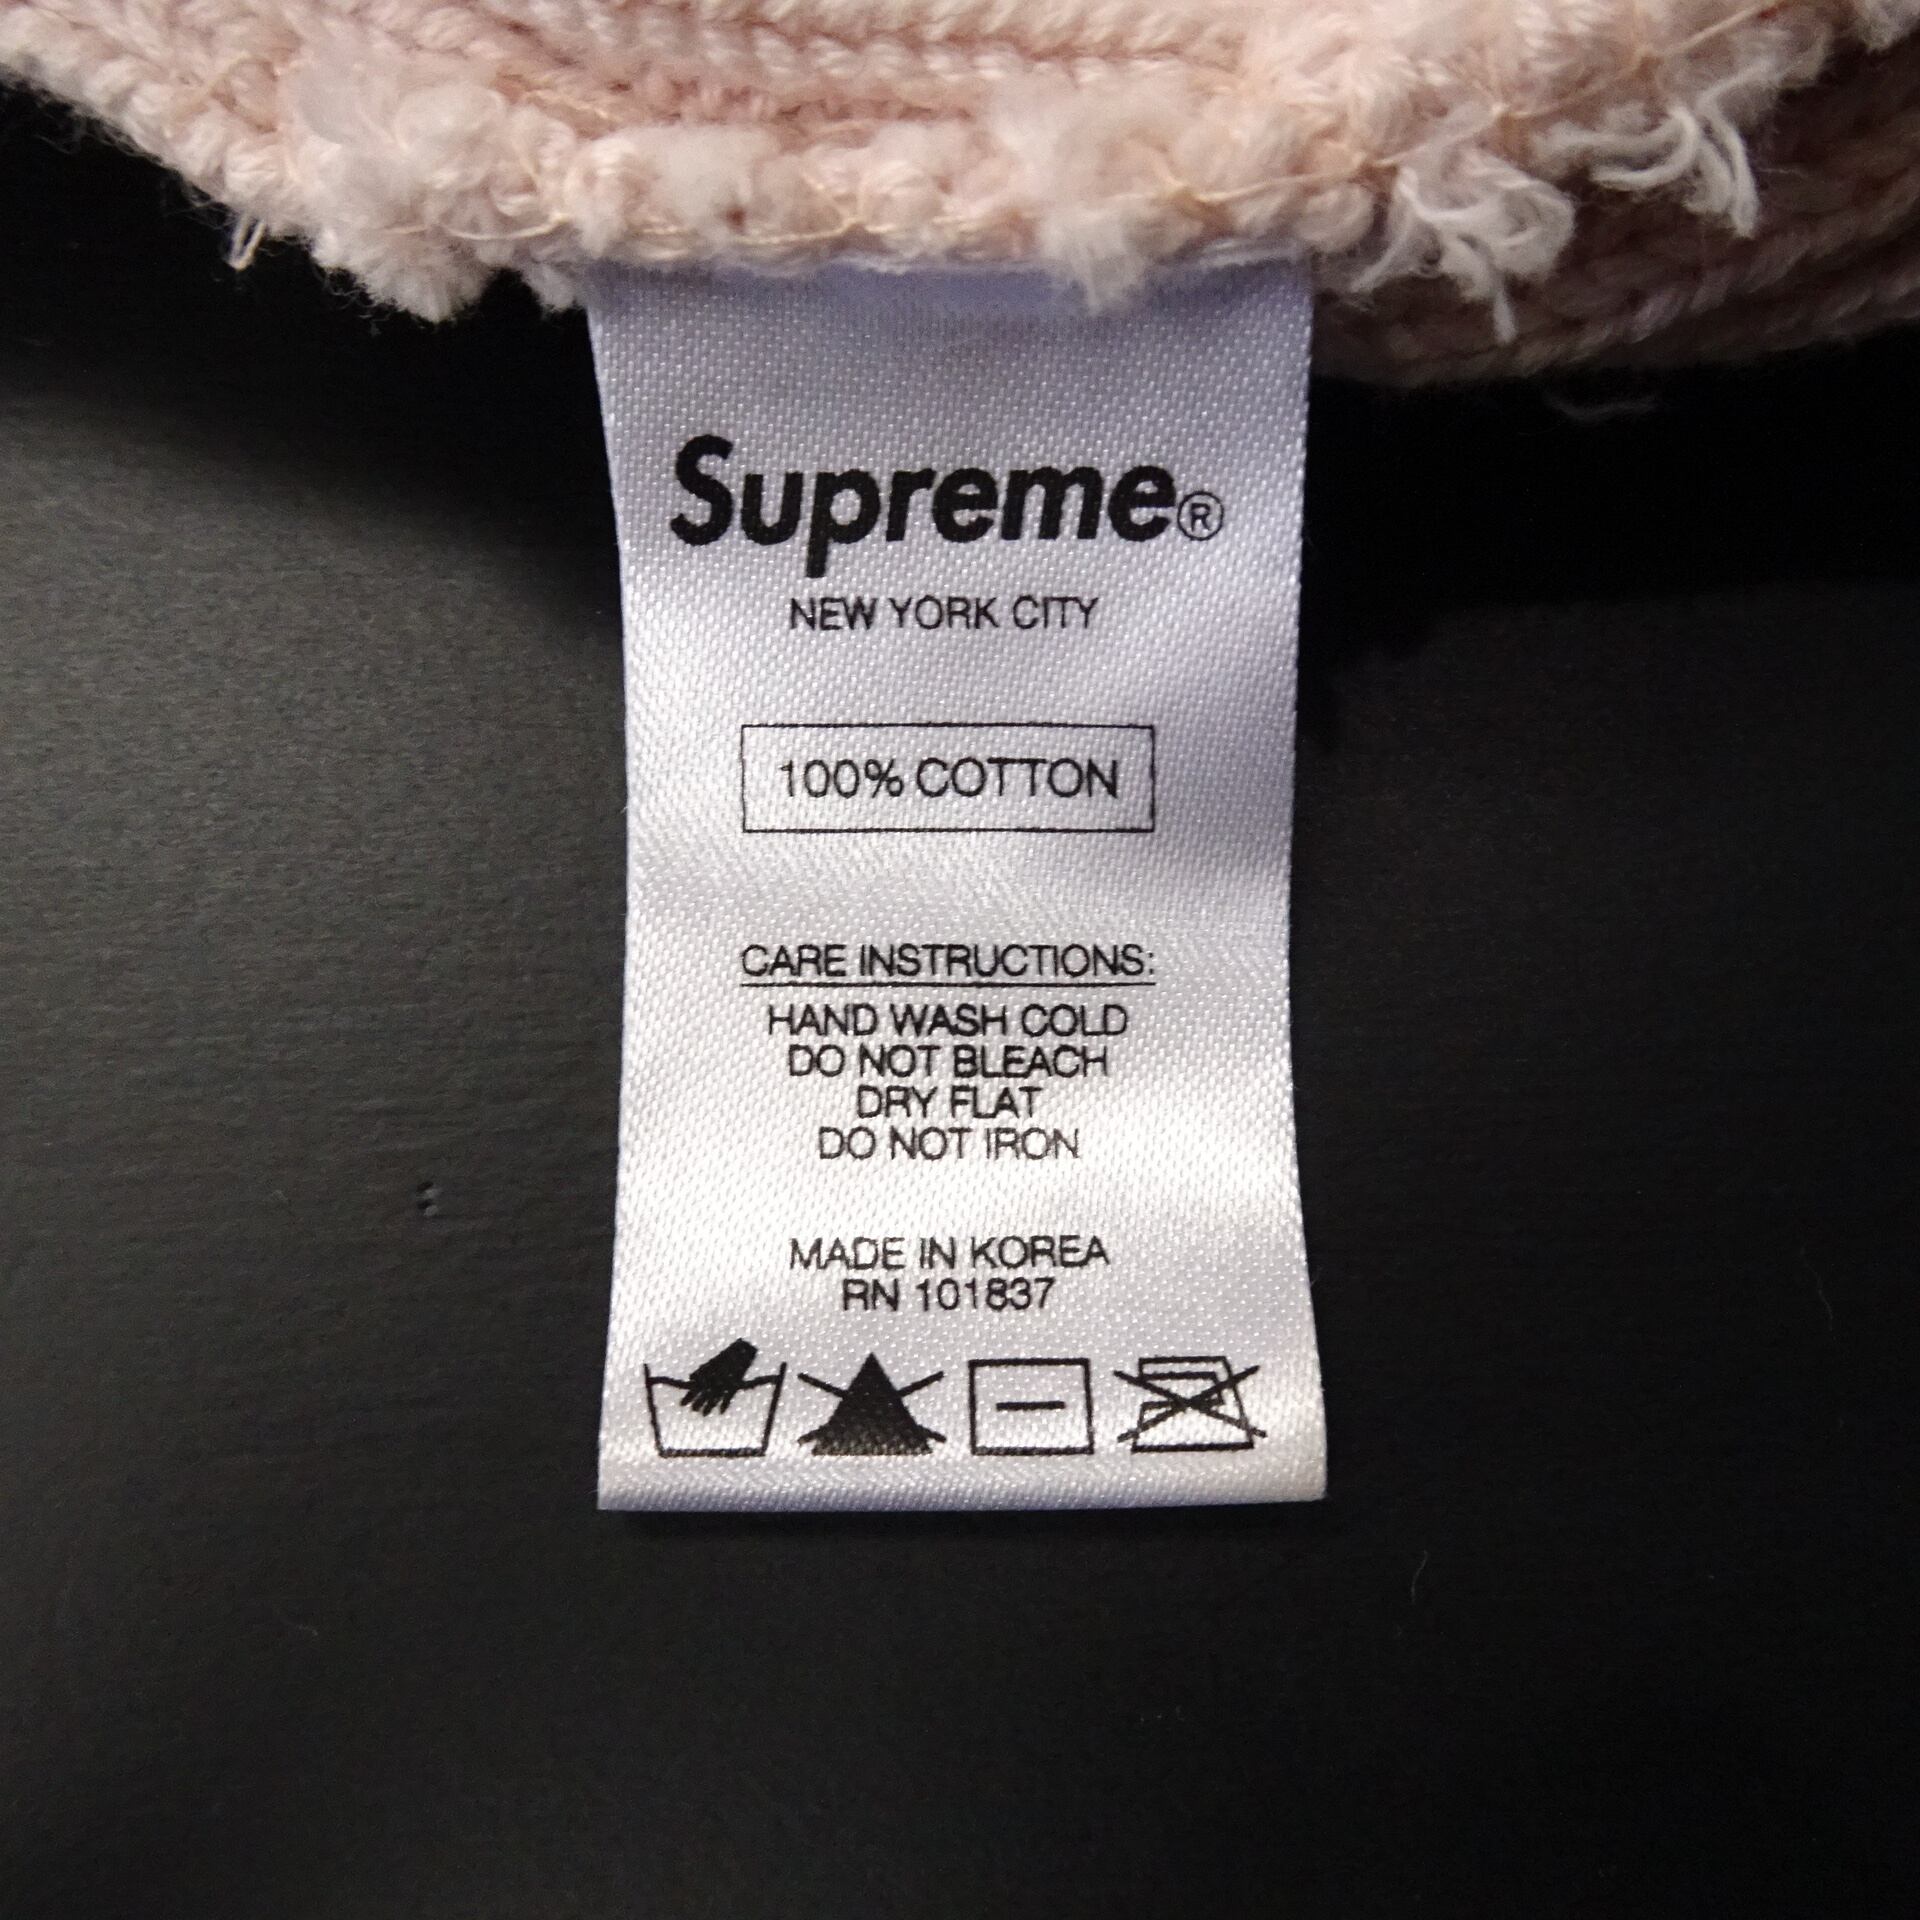 Supreme®
NEW YORK CITY
100% COTTON
CARE INSTRUCTIONS:
HAND WASH COLD
DO NOT BLEACH
DRY FLAT
DO NOT IRON
MADE IN KOREA
RN 101837